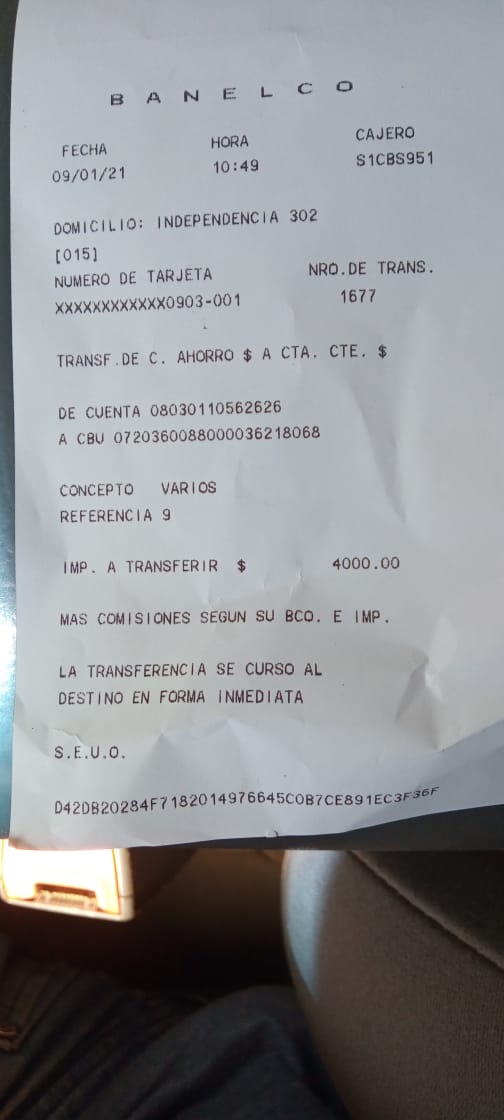 B A N E L C O
FECHA HORA CAJERO
09/01/21 10:49 S1CBS951
DOMICILIO: INDEPENDENCIA 302
[015]
NUMERO DE TARJETA NRO.DE TRANS.
XXXXXXXXXXXX0903-001 1677
TRANSF.DE C. AHORRO $ A CTA. CTE. $
DE CUENTA 08030110562626
A CBU 0720360088000036218068
CONCEPTO VARIOS
REFERENCIA 9
IMP. A TRANSFERIR $ 4000.00
MAS COMISIONES SEGUN SU BCO. E IMP.
LA TRANSFERENCIA SE CURSO AL
DESTINO EN FORMA INMEDIATA
S.E.U.O.
D42DB20284F7182014976645C0B7CE891EC3F36F